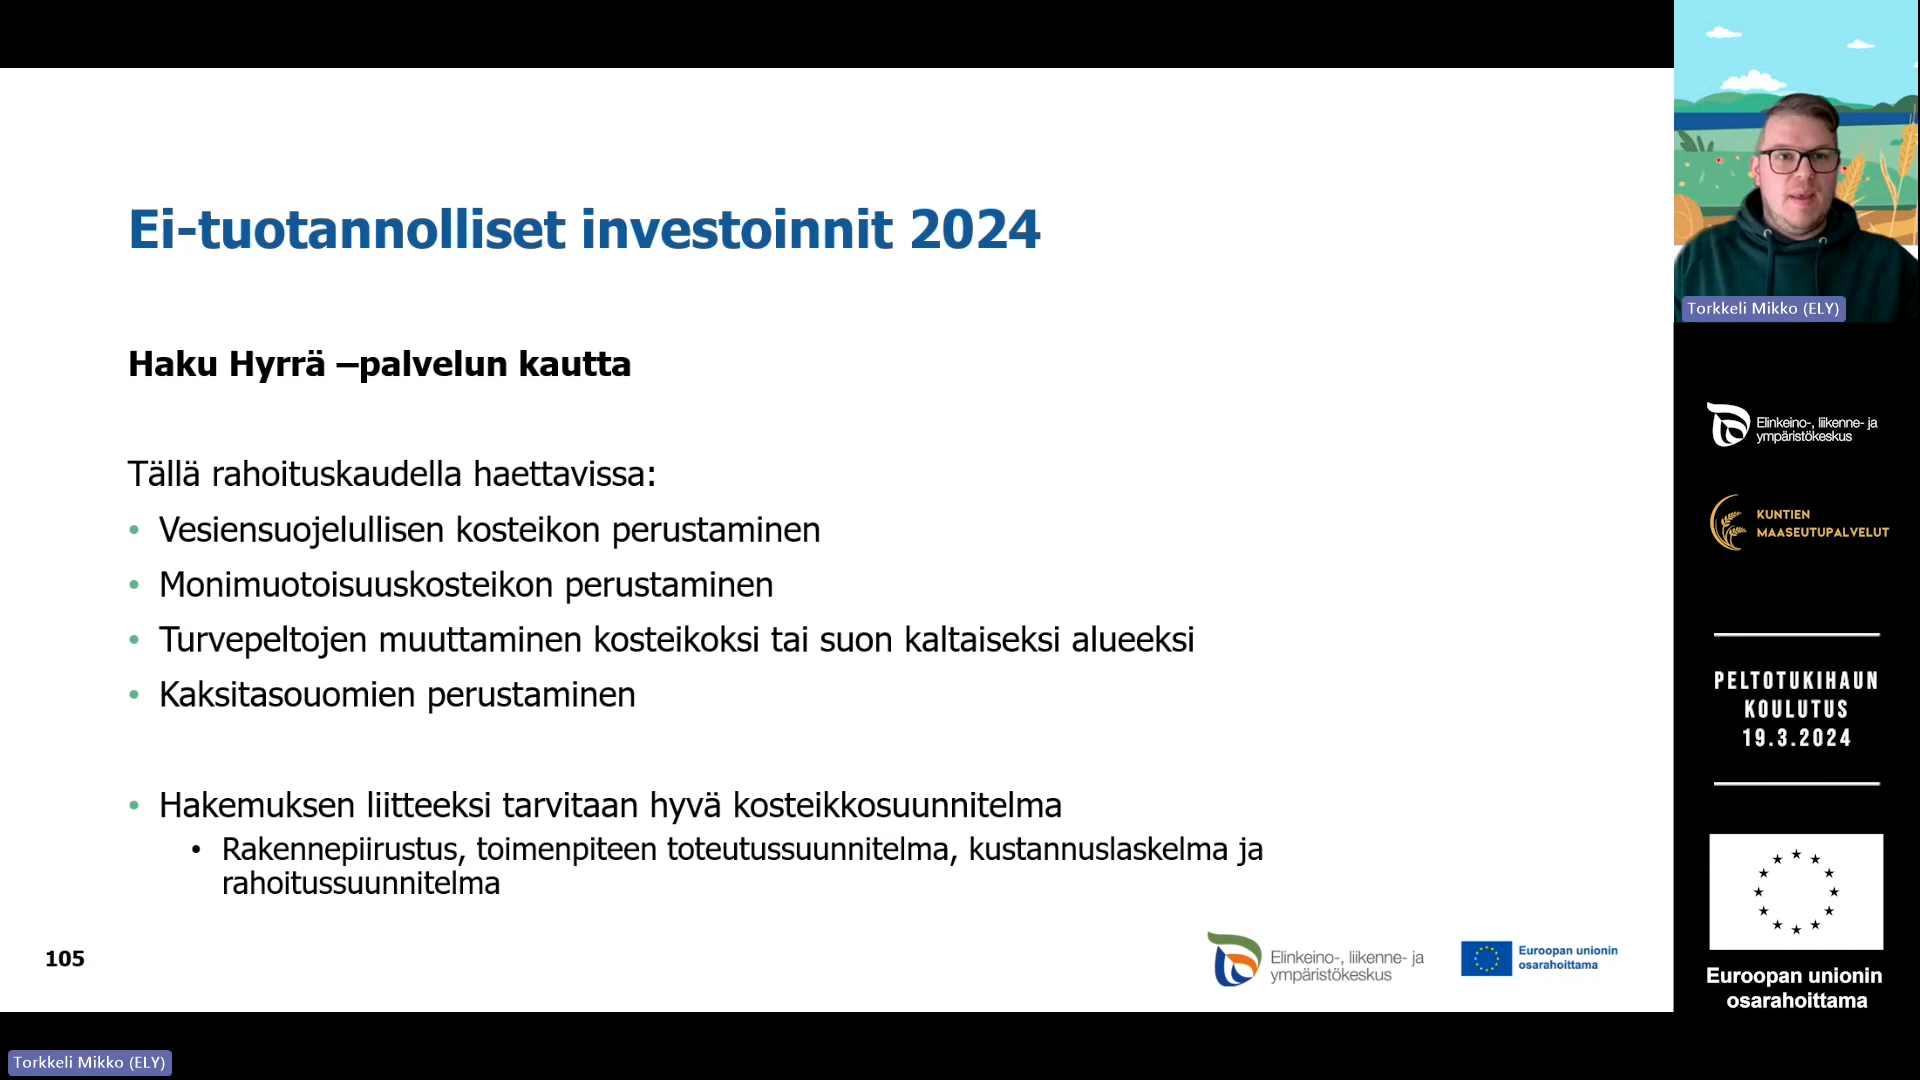 Ei-tuotannolliset investoinnit 2024
Haku Hyrrä –palvelun kautta
Tällä rahoituskaudella haettavissa:
• Vesiensuojelullisen kosteikon perustaminen
• Monimuotoisuuskosteikon perustaminen
• Turvepeltojen muuttaminen kosteikoksi tai suon kaltaiseksi alueeksi
• Kaksitasouomien perustaminen
• Hakemuksen liitteeksi tarvitaan hyvä kosteikkosuunnitelma
• Rakennepiirustus, toimenpiteen toteutussuunnitelma, kustannuslaskelma ja
rahoitussuunnitelma
105
Elinkeino-, liikenne- ja
ympäristökeskus
Euroopan unionin
osarahoittama
Torkkeli Mikko (ELY)
Elinkeino-, liikenne- ja
ympäristökeskus
KUNTIEN
MAASEUTUPALVELUT
PELTOTUKIHAUN
KOULUTUS
19.3.2024
Euroopan unionin
osarahoittama
Torkkeli Mikko (ELY)